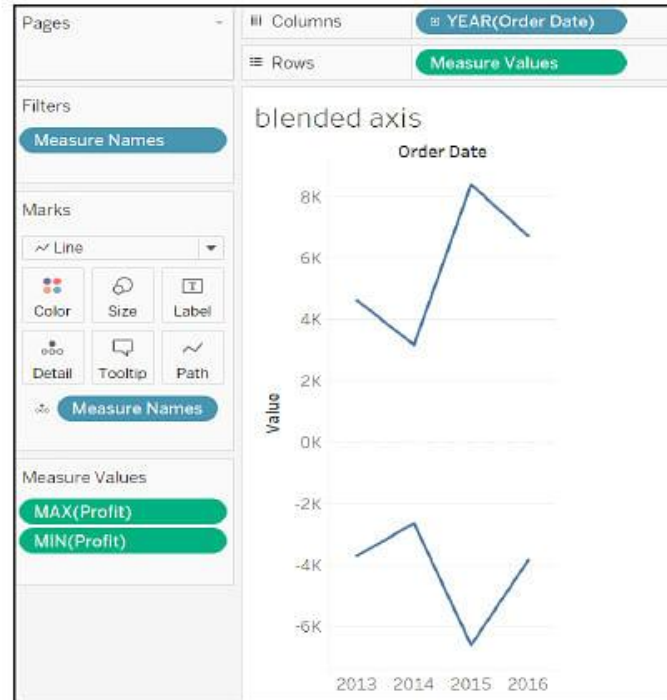 Pages
Columns
YEAR(Order Date)
Rows
Measure Values
Filters
Measure Names
Marks
Line
Color
Size
Label
Detail
Tooltip
Path
Measure Names
Measure Values
MAX(Profit)
MIN(Profit)
blended axis
Order Date
8K
6K
4K
2K
0K
-2K
-4K
-6K
Value
2013 2014 2015 2016